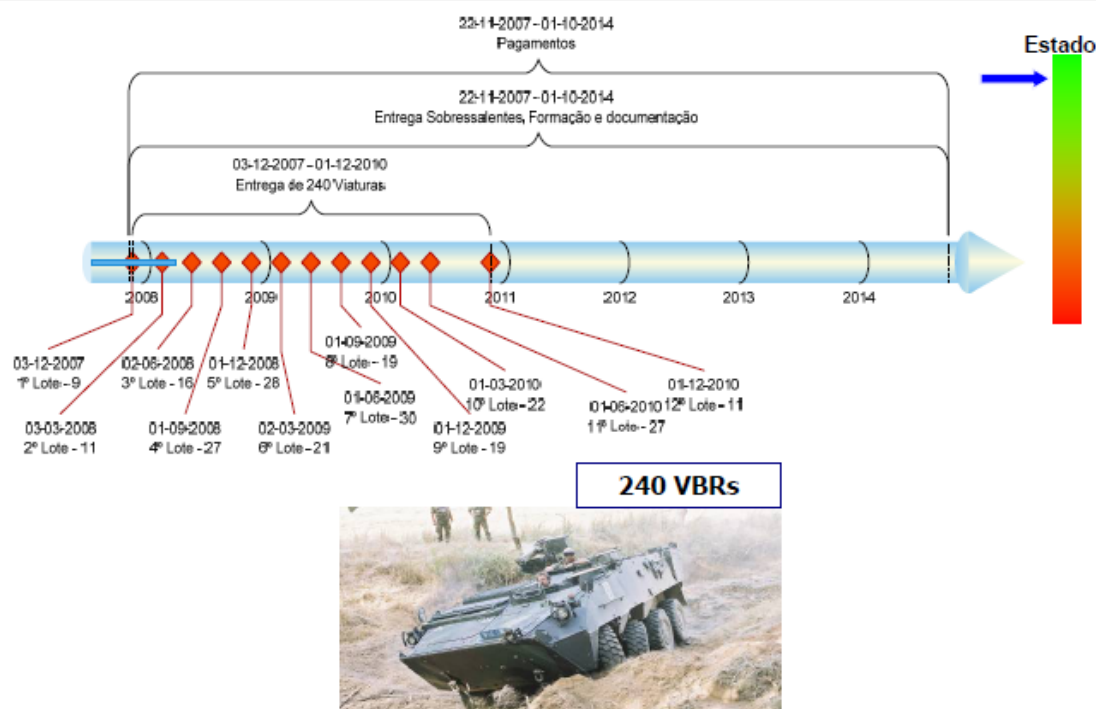 22-11-2007 - 01-10-2014
Pagamentos
Estado
22-11-2007 - 01-10-2014
Entrega Sobressalentes, Formação e documentação
03-12-2007 - 01-12-2010
Entrega de 240 Viaturas
2008
2009
2010
2011
2012
2013
2014
03-12-2007
1º Lote - 9
03-03-2008
2º Lote - 11
02-06-2008
3º Lote - 16
01-09-2008
4º Lote - 27
01-12-2008
5º Lote - 28
02-03-2009
6º Lote - 21
01-06-2009
7º Lote - 30
01-09-2009
8º Lote - 19
01-12-2009
9º Lote - 19
01-03-2010
10º Lote - 22
01-06-2010
11º Lote - 27
01-12-2010
12º Lote - 11
240 VBRs